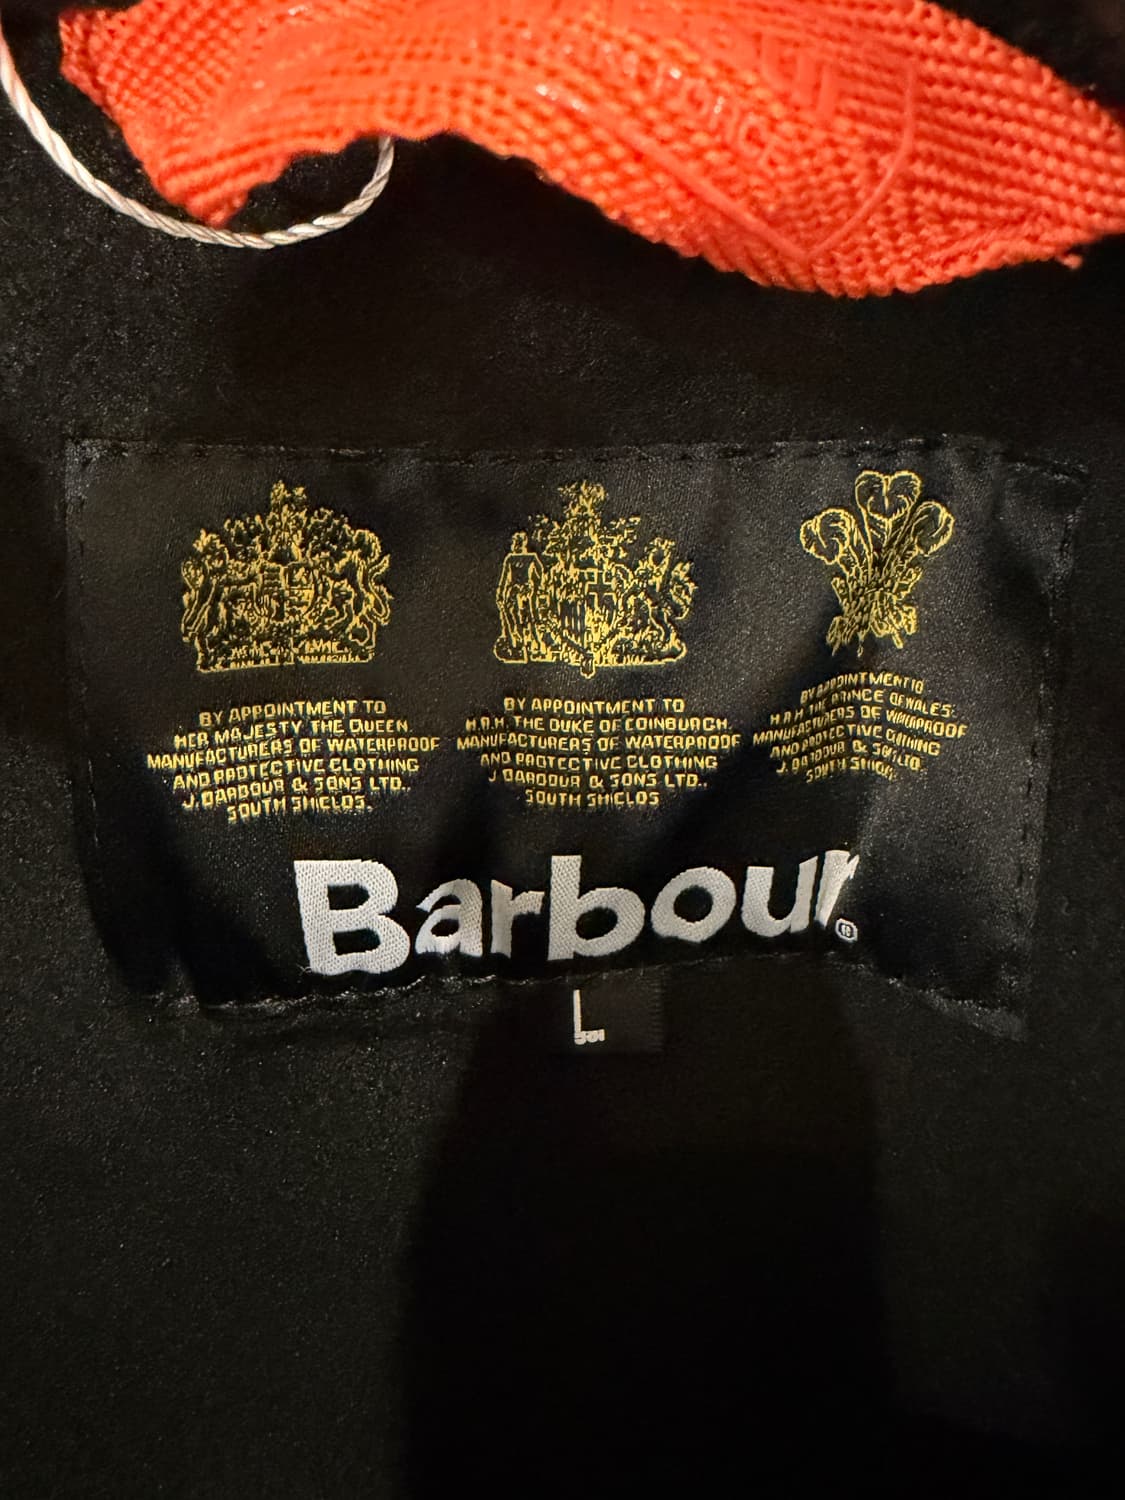 BY APPOINTMENT TO
HER MAJESTY THE QUEEN
MANUFACTURERS OF WATERPROOF
AND PROTECTIVE CLOTHING
J. BARBOUR & SONS LTD.,
SOUTH SHIELDS.
BY APPOINTMENT TO
H.R.H. THE DUKE OF EDINBURGH
MANUFACTURERS OF WATERPROOF
AND PROTECTIVE CLOTHING
J BARBOUR & SONS LTD.,
SOUTH SHIELDS
BY APPOINTMENT TO
H.R.H. THE PRINCE OF WALES
MANUFACTURERS OF WATERPROOF
AND PROTECTIVE CLOTHING
J. BARBOUR & SONS LTD.
SOUTH SHIELDS
Barbour®
L